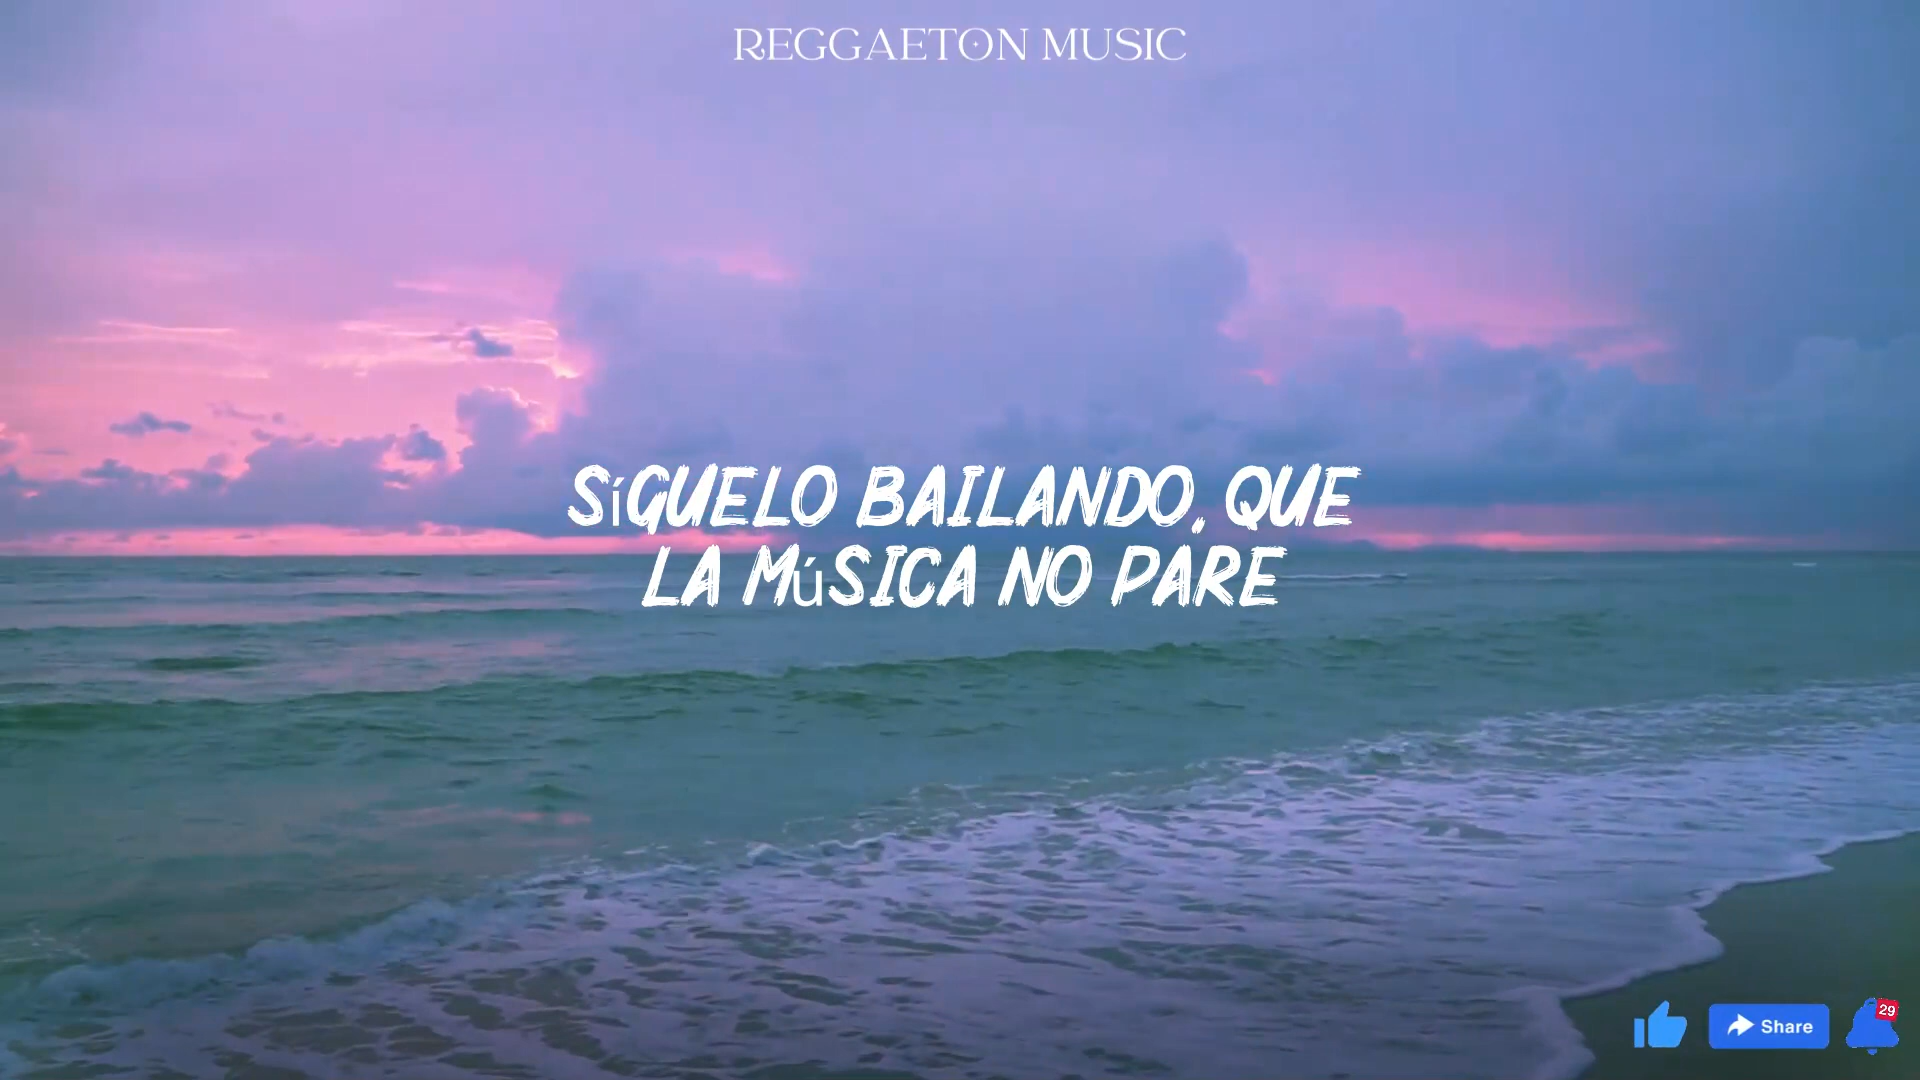 REGGAETON MUSIC
SíGUELO BAILANDO, QUE
LA MúSICA NO PARE
Share
29